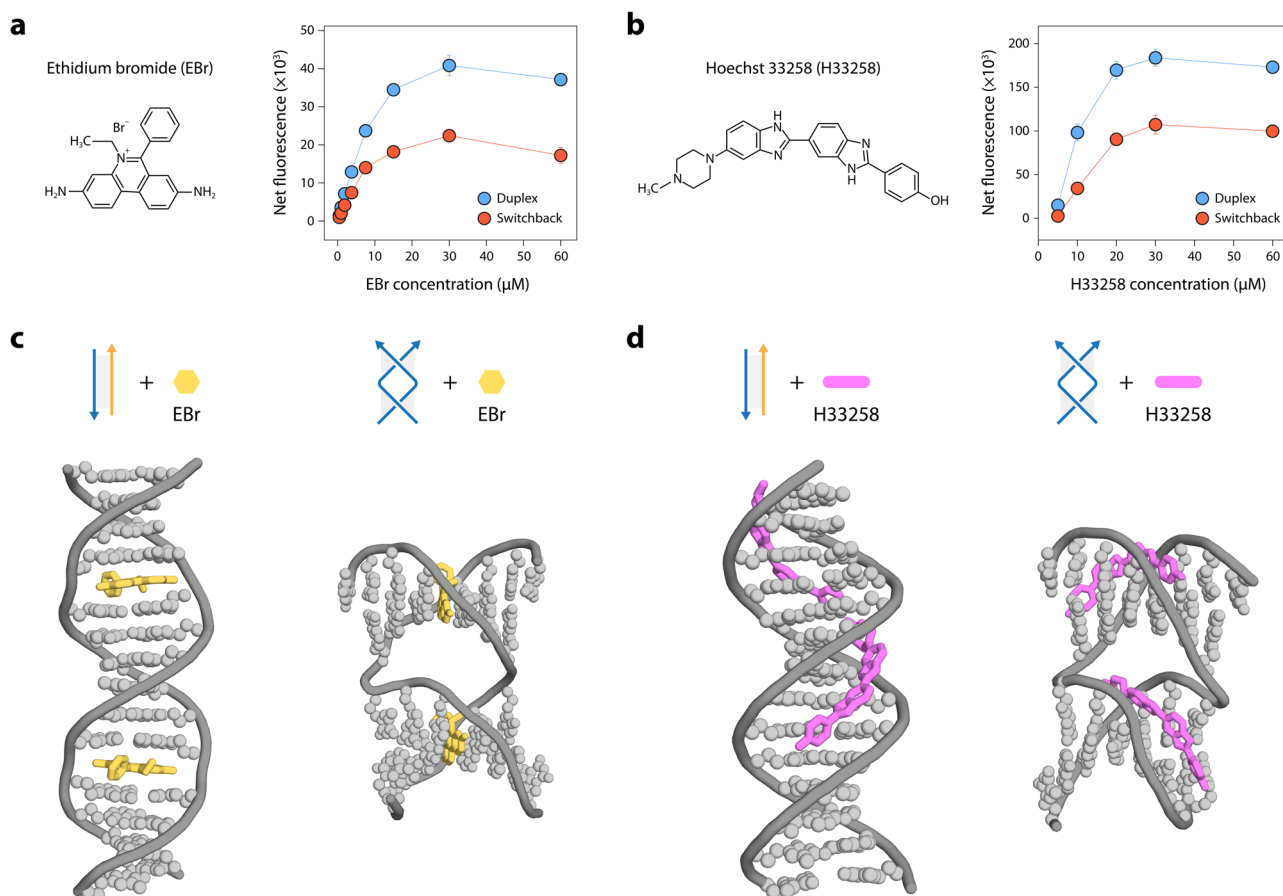 a
Ethidium bromide (EBr)
Br⁻
H₃C
N⁺
H₂N
NH₂
Net fluorescence (×10³)
50
40
30
20
10
0
Duplex
Switchback
0 10 20 30 40 50 60
EBr concentration (μM)
b
Hoechst 33258 (H33258)
H
N
N
N
N
N
H
N
H₃C
OH
Net fluorescence (×10³)
200
150
100
50
0
Duplex
Switchback
0 10 20 30 40 50 60
H33258 concentration (μM)
c
+
EBr
+
EBr
d
+
H33258
+
H33258